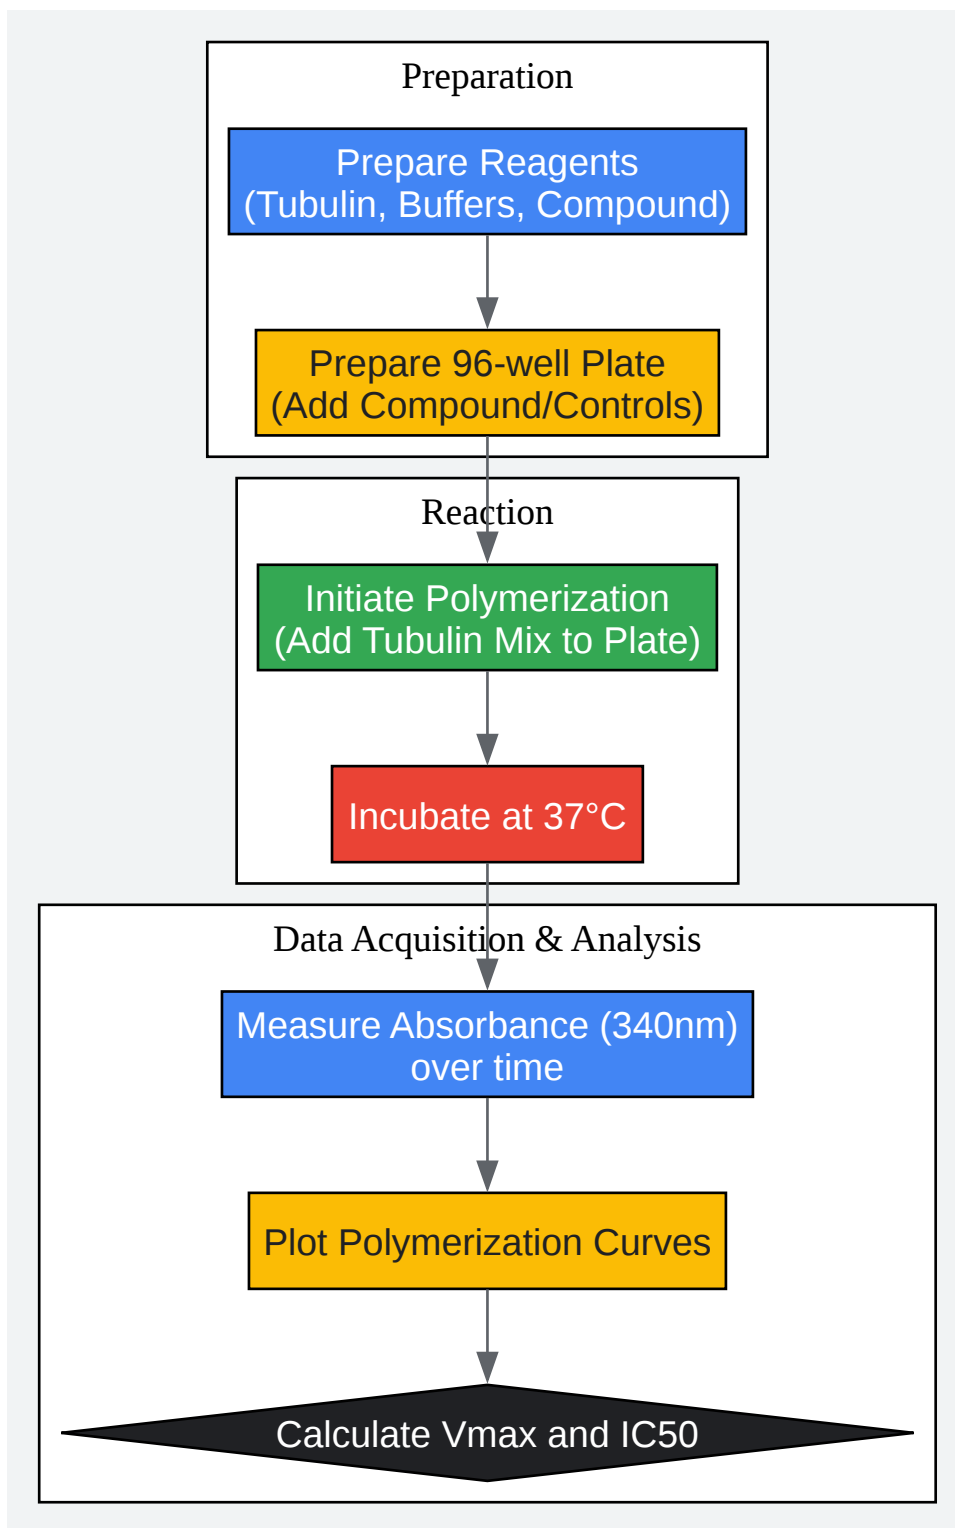 Preparation
Prepare Reagents
(Tubulin, Buffers, Compound)
Prepare 96-well Plate
(Add Compound/Controls)
Reaction
Initiate Polymerization
(Add Tubulin Mix to Plate)
Incubate at 37°C
Data Acquisition & Analysis
Measure Absorbance (340nm)
over time
Plot Polymerization Curves
Calculate Vmax and IC50